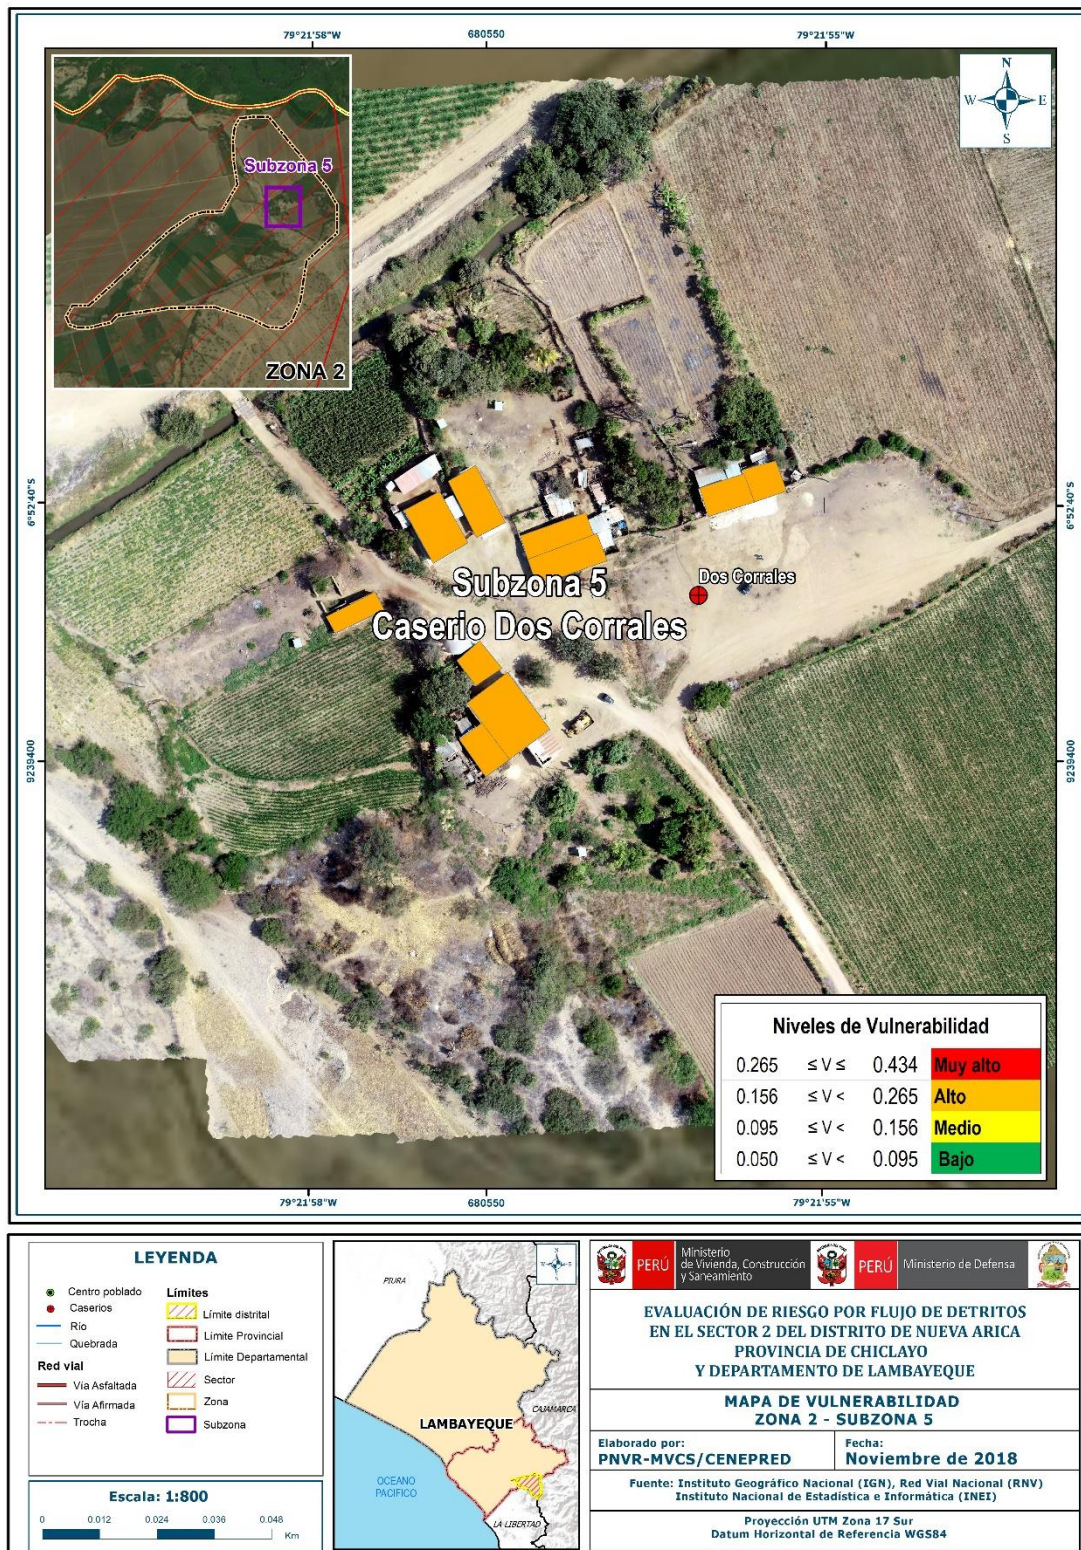 79°21'58"W
680550
79°21'55"W
N
W
E
S
Subzona 5
ZONA 2
6°52'40"S
6°52'40"S
Dos Corrales
Subzona 5
Caserio Dos Corrales
9239400
9239400
Niveles de Vulnerabilidad
0.265 ≤ V ≤ 0.434 Muy alto
0.156 ≤ V < 0.265 Alto
0.095 ≤ V < 0.156 Medio
0.050 ≤ V < 0.095 Bajo
79°21'58"W
680550
79°21'55"W
LEYENDA
Centro poblado
Caserios
Río
Quebrada
Red vial
Vía Asfaltada
Vía Afirmada
Trocha
Límites
Límite distrital
Limite Provincial
Límite Departamental
Sector
Zona
Subzona
Escala: 1:800
0 0.012 0.024 0.036 0.048
Km
PIURA
CAJAMARCA
LAMBAYEQUE
OCEANO
PACIFICO
LA LIBERTAD
PERÚ
Ministerio
de Vivienda, Construcción
y Saneamiento
PERÚ
Ministerio de Defensa
EVALUACIÓN DE RIESGO POR FLUJO DE DETRITOS
EN EL SECTOR 2 DEL DISTRITO DE NUEVA ARICA
PROVINCIA DE CHICLAYO
Y DEPARTAMENTO DE LAMBAYEQUE
MAPA DE VULNERABILIDAD
ZONA 2 - SUBZONA 5
Elaborado por:
PNVR-MVCS/CENEPRED
Fecha:
Noviembre de 2018
Fuente: Instituto Geográfico Nacional (IGN), Red Vial Nacional (RNV)
Instituto Nacional de Estadística e Informática (INEI)
Proyección UTM Zona 17 Sur
Datum Horizontal de Referencia WGS84